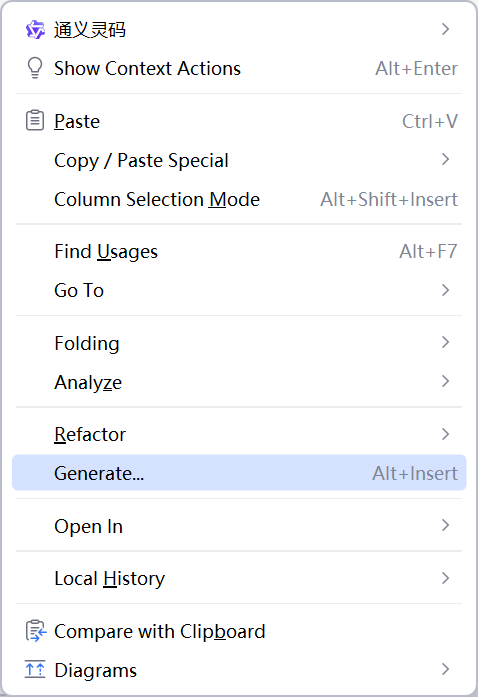 通义灵码
Show Context Actions Alt+Enter
Paste Ctrl+V
Copy / Paste Special
Column Selection Mode Alt+Shift+Insert
Find Usages Alt+F7
Go To
Folding
Analyze
Refactor
Generate... Alt+Insert
Open In
Local History
Compare with Clipboard
Diagrams